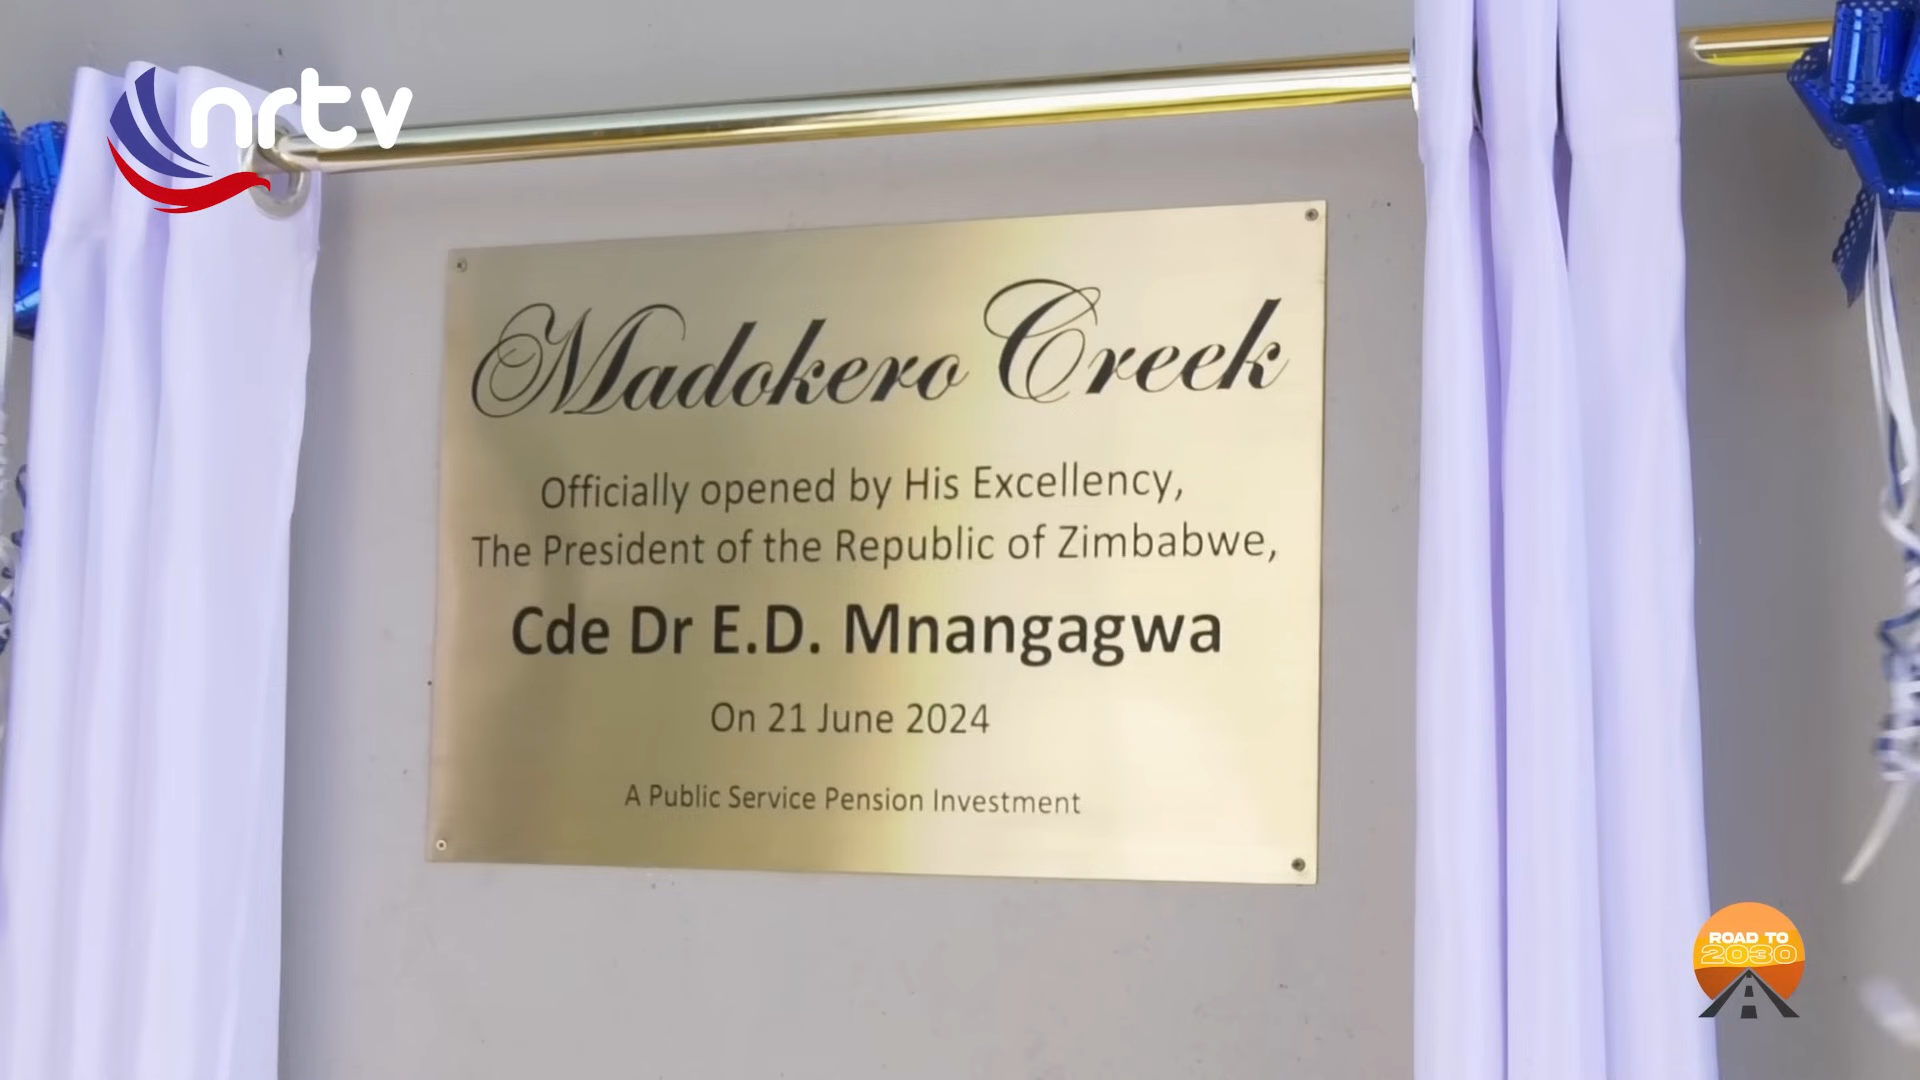 nrtv
Madokero Creek
Officially opened by His Excellency,
The President of the Republic of Zimbabwe,
Cde Dr E.D. Mnangagwa
On 21 June 2024
A Public Service Pension Investment
ROAD TO
2030